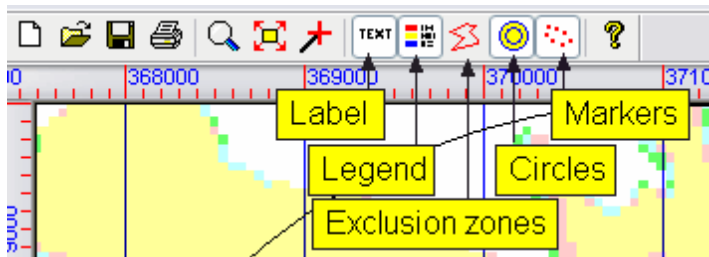 TEXT
368000 369000 370000
Label Markers
Legend Circles
Exclusion zones